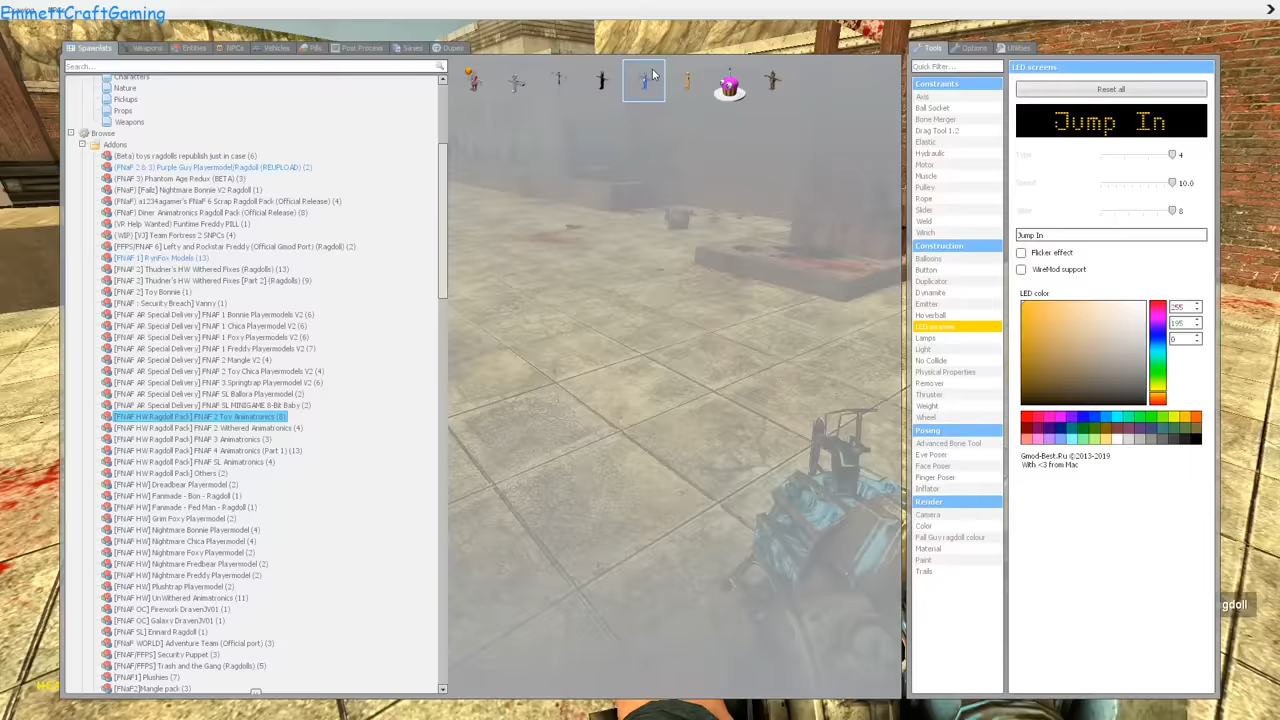 EmmettCraftGaming
Spawnlists
Weapons
Entities
NPCs
Vehicles
Pills
Post Process
Saves
Dupes
Search...
Characters
Nature
Pickups
Props
Weapons
Browse
Addons
(Beta) toys ragdolls republish just in case (6)
(FNaF 2 & 3) Purple Guy Playermodel/Ragdoll (REUPLOAD) (2)
(FNAF 3) Phantom Age Redux (BETA) (3)
(FNaF) [Failz] Nightmare Bonnie V2 Ragdoll (1)
(FNaF) a1234agamer's FNaF 6 Scrap Ragdoll Pack (Official Release) (4)
(FNaF) Diner Animatronics Ragdoll Pack (Official Release) (8)
(VR Help Wanted) Funtime Freddy PILL (1)
(WIP) [VJ] Team Fortress 2 SNPCs (4)
[FFPS/FNAF 6] Lefty and Rockstar Freddy (Official Gmod Port) (Ragdoll) (2)
[FNAF 1] RynFox Models (13)
[FNAF 2] Thudner's HW Withered Fixes (Ragdolls) (13)
[FNAF 2] Thudner's HW Withered Fixes [Part 2] (Ragdolls) (9)
[FNAF 2] Toy Bonnie (1)
[FNAF : Security Breach] Vanny (1)
[FNAF AR Special Delivery] FNAF 1 Bonnie Playermodels V2 (6)
[FNAF AR Special Delivery] FNAF 1 Chica Playermodel V2 (6)
[FNAF AR Special Delivery] FNAF 1 Foxy Playermodels V2 (6)
[FNAF AR Special Delivery] FNAF 1 Freddy Playermodels V2 (7)
[FNAF AR Special Delivery] FNAF 2 Mangle V2 (4)
[FNAF AR Special Delivery] FNAF 2 Toy Chica Playermodels V2 (4)
[FNAF AR Special Delivery] FNAF 3 Springtrap Playermodel V2 (6)
[FNAF AR Special Delivery] FNAF SL Ballora Playermodel (2)
[FNAF AR Special Delivery] FNAF SL MINIGAME 8-Bit Baby (2)
[FNAF HW Ragdoll Pack] FNAF 2 Toy Animatronics (8)
[FNAF HW Ragdoll Pack] FNAF 2 Withered Animatronics (4)
[FNAF HW Ragdoll Pack] FNAF 3 Animatronics (3)
[FNAF HW Ragdoll Pack] FNAF 4 Animatronics (Part 1) (13)
[FNAF HW Ragdoll Pack] FNAF SL Animatronics (4)
[FNAF HW Ragdoll Pack] Others (2)
[FNAF HW] Dreadbear Playermodel (2)
[FNAF HW] Fanmade - Bon - Ragdoll (1)
[FNAF HW] Fanmade - Fed Man - Ragdoll (1)
[FNAF HW] Grim Foxy Playermodel (2)
[FNAF HW] Nightmare Bonnie Playermodel (4)
[FNAF HW] Nightmare Chica Playermodel (4)
[FNAF HW] Nightmare Foxy Playermodel (2)
[FNAF HW] Nightmare Fredbear Playermodel (2)
[FNAF HW] Nightmare Freddy Playermodel (2)
[FNAF HW] Plushtrap Playermodel (2)
[FNAF HW] UnWithered Animatronics (11)
[FNAF OC] Firework DravenJV01 (1)
[FNAF OC] Galaxy DravenJV01 (1)
[FNAF SL] Ennard Ragdoll (1)
[FNaF WORLD] Adventure Team (Official port) (3)
[FNAF/FFPS] Security Puppet (3)
[FNAF/FFPS] Trash and the Gang (Ragdolls) (5)
[FNAF1] Plushies (7)
[FNaF2]Mangle pack (3)
Tools
Options
Utilities
Quick Filter...
Constraints
Axis
Ball Socket
Bone Merger
Drag Tool 1.2
Elastic
Hydraulic
Motor
Muscle
Pulley
Rope
Slider
Weld
Winch
Construction
Balloons
Button
Duplicator
Dynamite
Emitter
Hoverball
LED screens
Lamps
Light
No Collide
Physical Properties
Remover
Thruster
Weight
Wheel
Posing
Advanced Bone Tool
Eye Poser
Face Poser
Finger Poser
Inflator
Render
Camera
Color
Fall Guy ragdoll colour
Material
Paint
Trails
LED screens
Reset all
Jump In
Type 4
Speed 10.0
8
Jump In
Flicker effect
WireMod support
LED color
255
195
0
Gmod-Best.Ru ©2013-2019
With <3 from Mac
gdoll